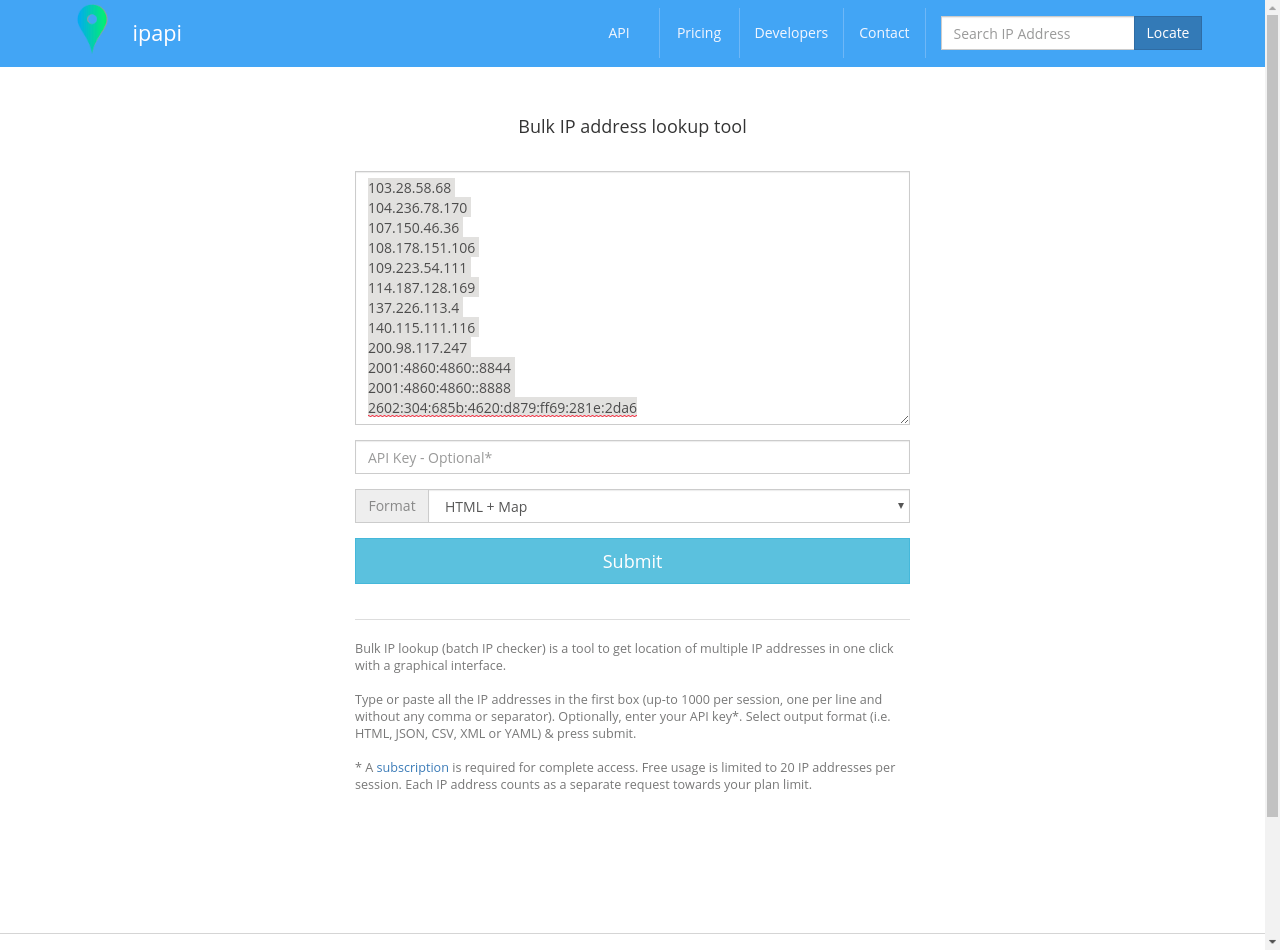 ipapi
API
Pricing
Developers
Contact
Search IP Address
Locate
Bulk IP address lookup tool
103.28.58.68
104.236.78.170
107.150.46.36
108.178.151.106
109.223.54.111
114.187.128.169
137.226.113.4
140.115.111.116
200.98.117.247
2001:4860:4860::8844
2001:4860:4860::8888
2602:304:685b:4620:d879:ff69:281e:2da6
API Key - Optional*
Format
HTML + Map
Submit
Bulk IP lookup (batch IP checker) is a tool to get location of multiple IP addresses in one click
with a graphical interface.
Type or paste all the IP addresses in the first box (up-to 1000 per session, one per line and
without any comma or separator). Optionally, enter your API key*. Select output format (i.e.
HTML, JSON, CSV, XML or YAML) & press submit.
* A subscription is required for complete access. Free usage is limited to 20 IP addresses per
session. Each IP address counts as a separate request towards your plan limit.